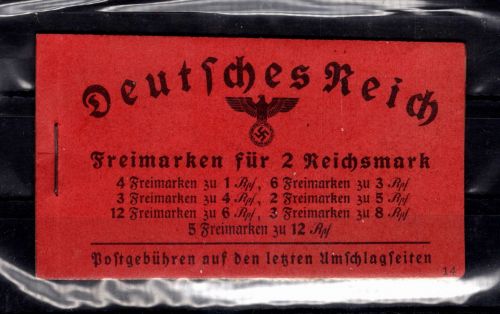 Deutsches Reich
Freimarken für 2 Reichsmark
4 Freimarken zu 1 Rpf, 6 Freimarken zu 3 Rpf
3 Freimarken zu 4 Rpf, 2 Freimarken zu 5 Rpf
12 Freimarken zu 6 Rpf, 3 Freimarken zu 8 Rpf
5 Freimarken zu 12 Rpf
Postgebühren auf den letzten Umschlagseiten
14